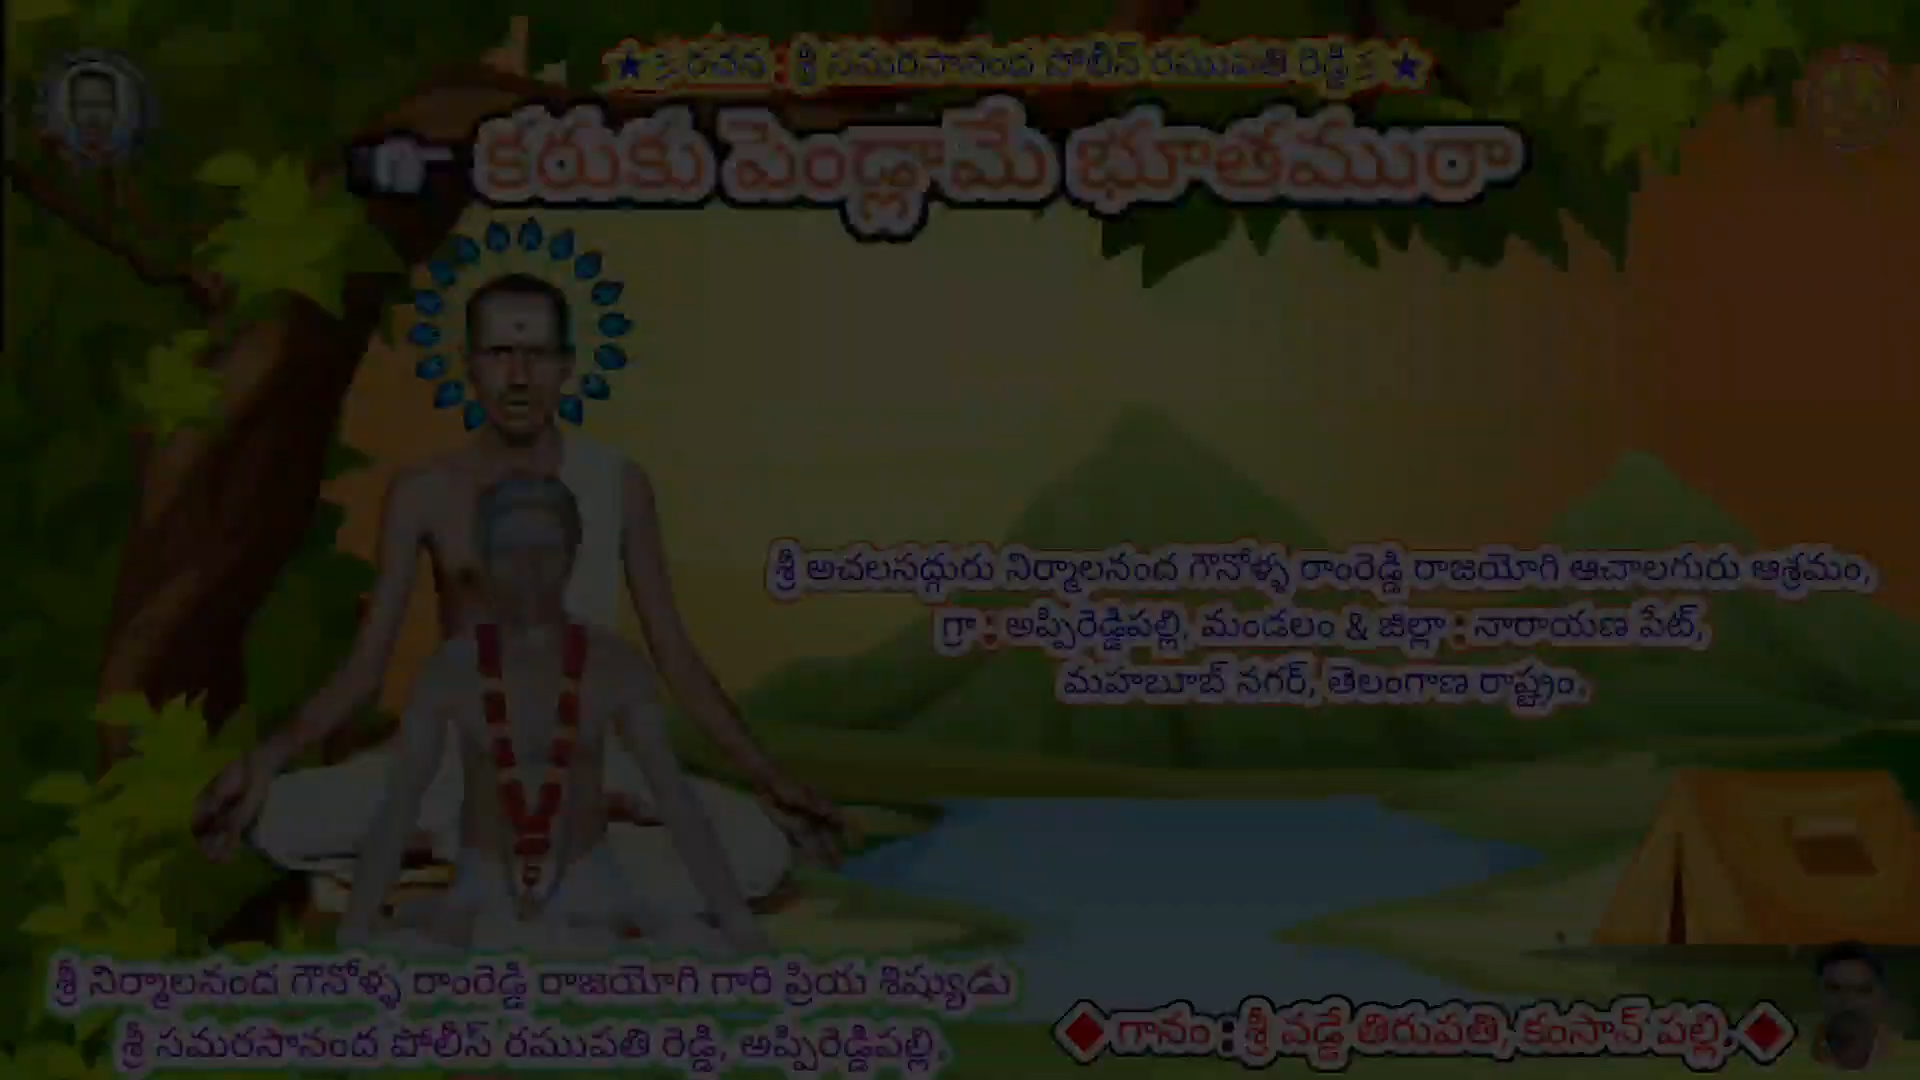 ★ రచన : శ్రీ సమరసానంద పోలీస్ రఘుపతి రెడ్డి ★
కఠుకు పెండ్లామే భూతమురా
శ్రీ అచలసద్గురు నిర్మాలనంద గౌనోళ్ళ రాంరెడ్డి రాజయోగి ఆచాలగురు ఆశ్రమం,
గ్రా : అప్పిరెడ్డిపల్లి, మండలం & జిల్లా : నారాయణ పేట్,
మహబూబ్ నగర్, తెలంగాణ రాష్ట్రం.
శ్రీ నిర్మాలనంద గౌనోళ్ళ రాంరెడ్డి రాజయోగి గారి ప్రియ శిష్యుడు
శ్రీ సమరసానంద పోలీస్ రఘుపతి రెడ్డి, అప్పిరెడ్డిపల్లి.
గానం : శ్రీ వడ్డే తిరుపతి, కంసాన్ పల్లి.